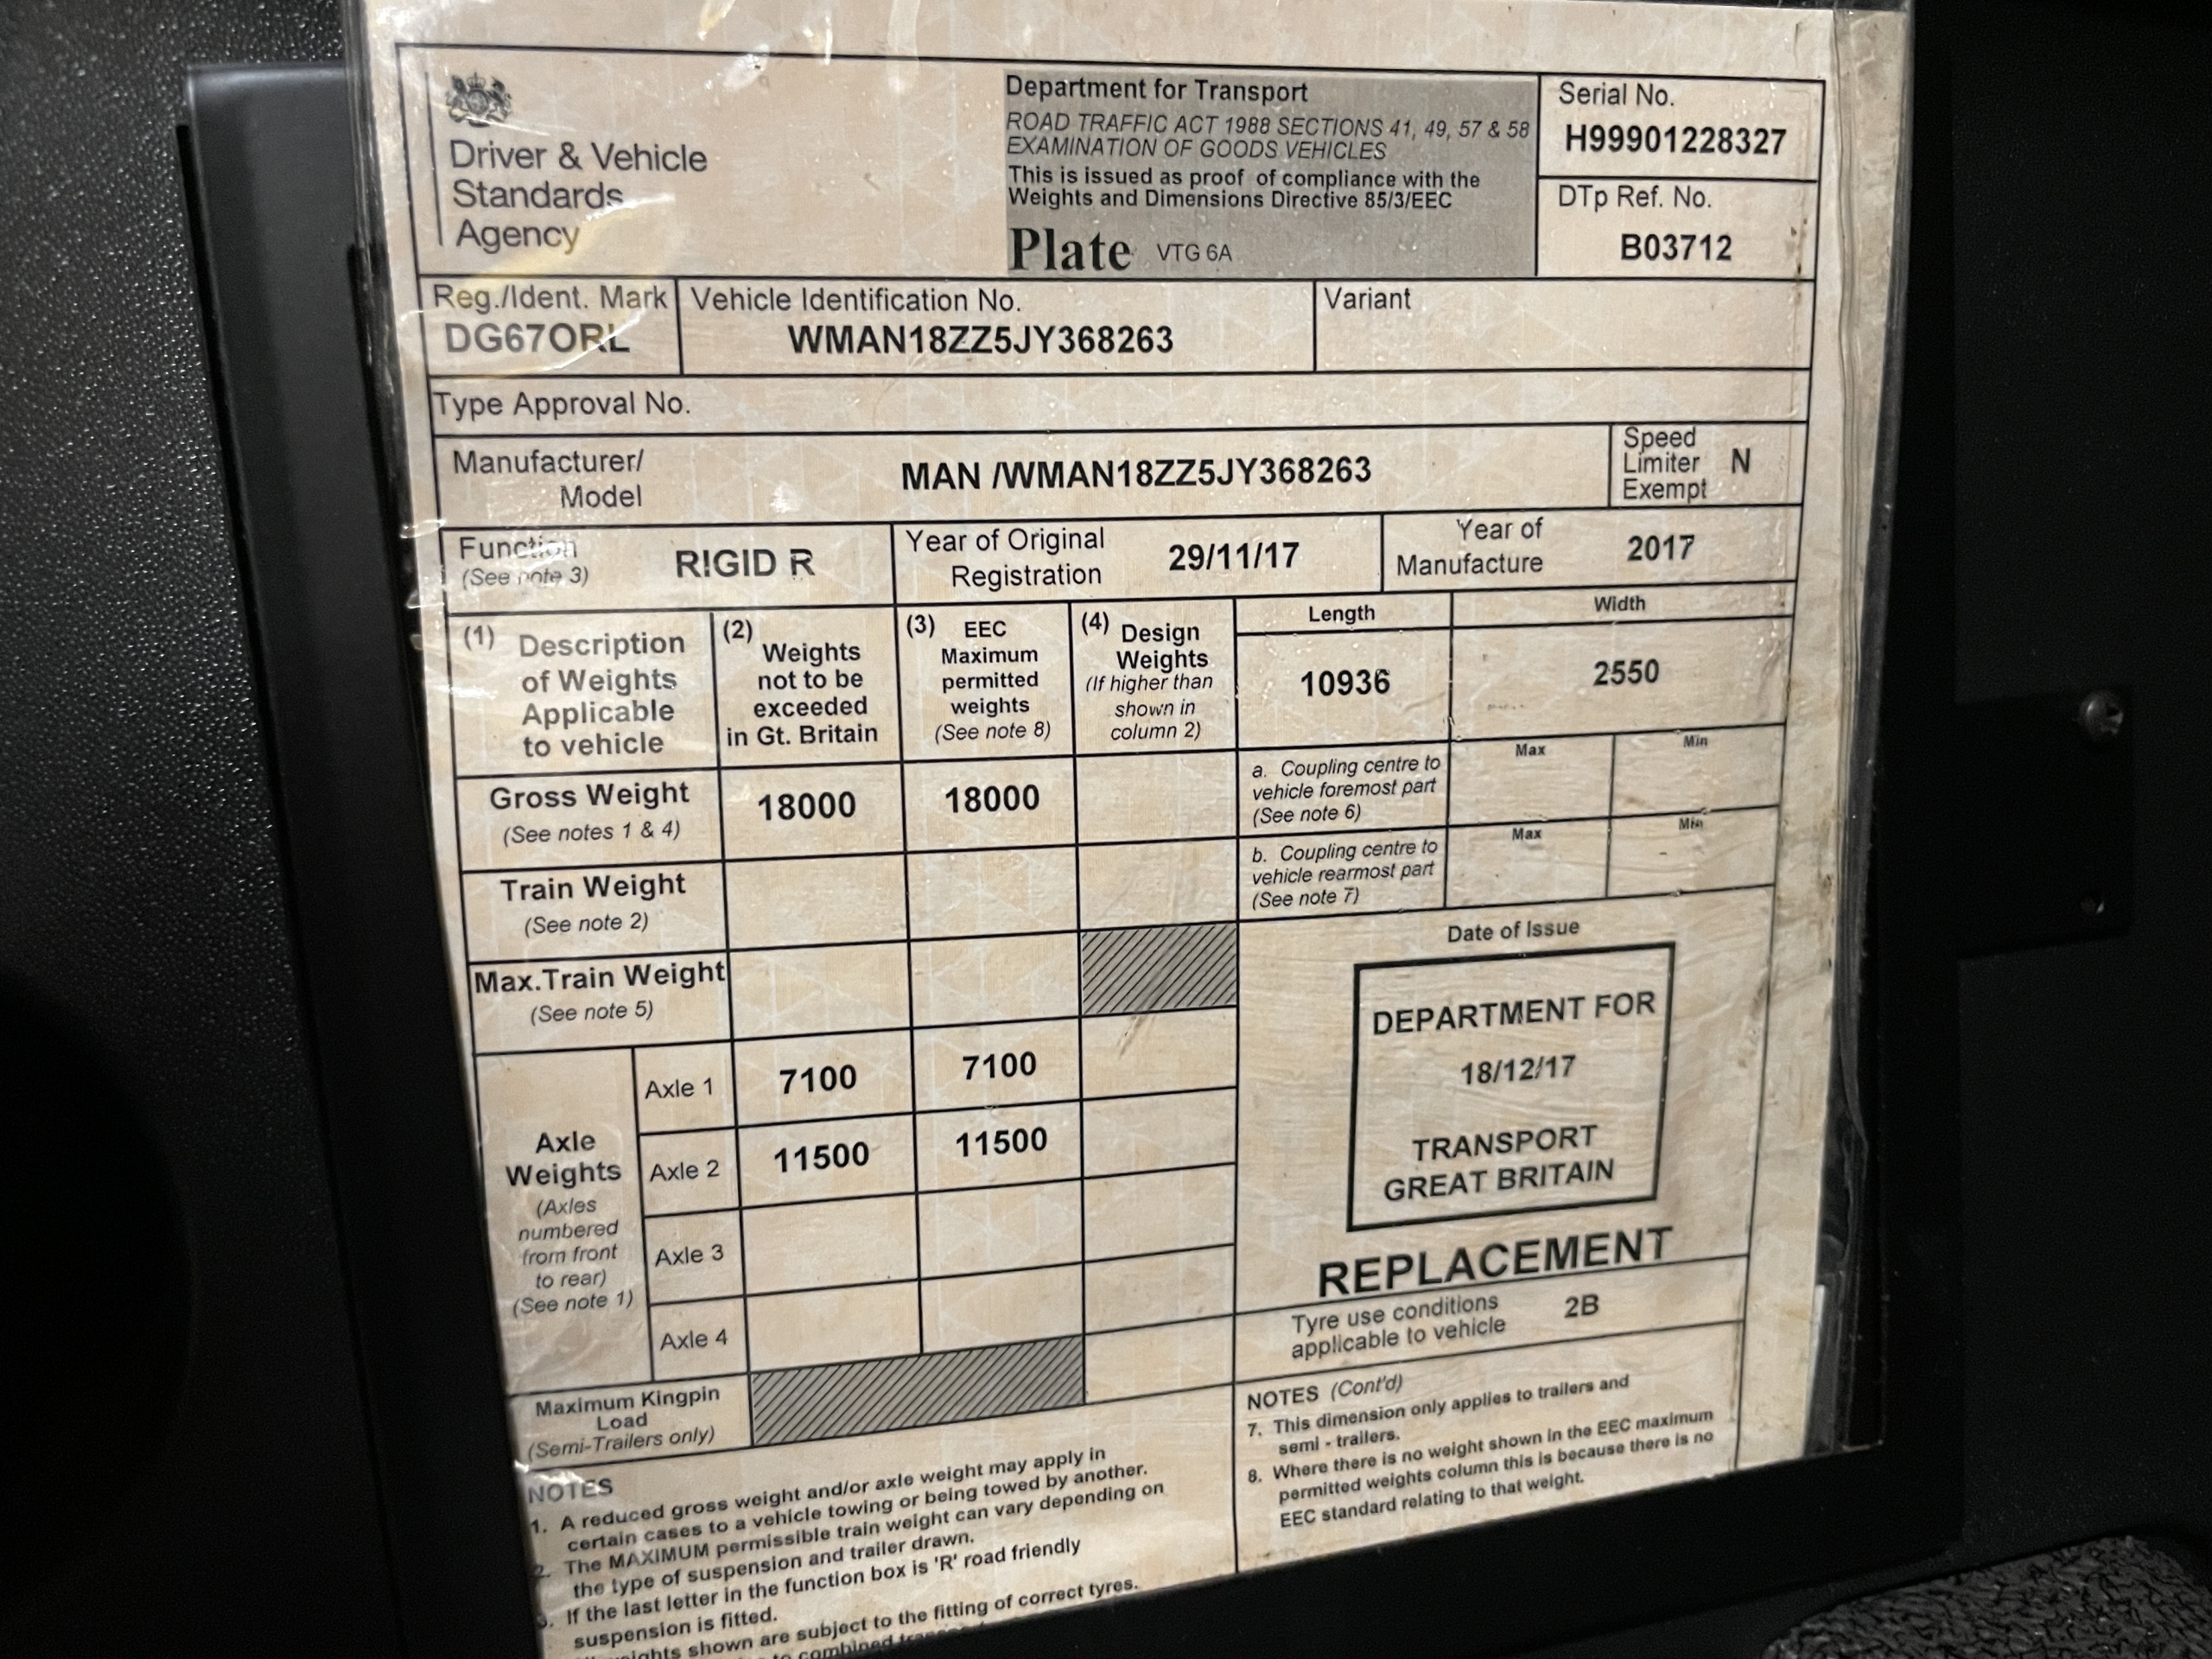 Driver & Vehicle
Standards
Agency
Department for Transport
ROAD TRAFFIC ACT 1988 SECTIONS 41, 49, 57 & 58
EXAMINATION OF GOODS VEHICLES
This is issued as proof of compliance with the
Weights and Dimensions Directive 85/3/EEC
Plate VTG 6A
Serial No.
H99901228327
DTp Ref. No.
B03712
Reg./Ident. Mark
DG67ORL
Vehicle Identification No.
WMAN18ZZ5JY368263
Variant
Type Approval No.
Manufacturer/
Model
MAN /WMAN18ZZ5JY368263
Speed
Limiter
Exempt
N
Function
(See note 3)
RIGID R
Year of Original
Registration
29/11/17
Year of
Manufacture
2017
(1) Description
of Weights
Applicable
to vehicle
(2)
Weights
not to be
exceeded
in Gt. Britain
(3) EEC
Maximum
permitted
weights
(See note 8)
(4) Design
Weights
(If higher than
shown in
column 2)
Length
10936
Width
2550
Gross Weight
(See notes 1 & 4)
18000
18000
a. Coupling centre to
vehicle foremost part
(See note 6)
Max
Min
Train Weight
(See note 2)
b. Coupling centre to
vehicle rearmost part
(See note 7)
Max
Min
Max.Train Weight
(See note 5)
Date of Issue
DEPARTMENT FOR
18/12/17
TRANSPORT
GREAT BRITAIN
REPLACEMENT
Axle
Weights
(Axles
numbered
from front
to rear)
(See note 1)
Axle 1
7100
7100
Axle 2
11500
11500
Axle 3
Axle 4
Tyre use conditions
applicable to vehicle
2B
Maximum Kingpin
Load
(Semi-Trailers only)
NOTES
1. A reduced gross weight and/or axle weight may apply in
certain cases to a vehicle towing or being towed by another.
2. The MAXIMUM permissible train weight can vary depending on
the type of suspension and trailer drawn.
3. If the last letter in the function box is 'R' road friendly
suspension is fitted.
shown are subject to the fitting of correct tyres.
to combined
NOTES (Cont'd)
7. This dimension only applies to trailers and
semi - trailers.
8. Where there is no weight shown in the EEC maximum
permitted weights column this is because there is no
EEC standard relating to that weight.